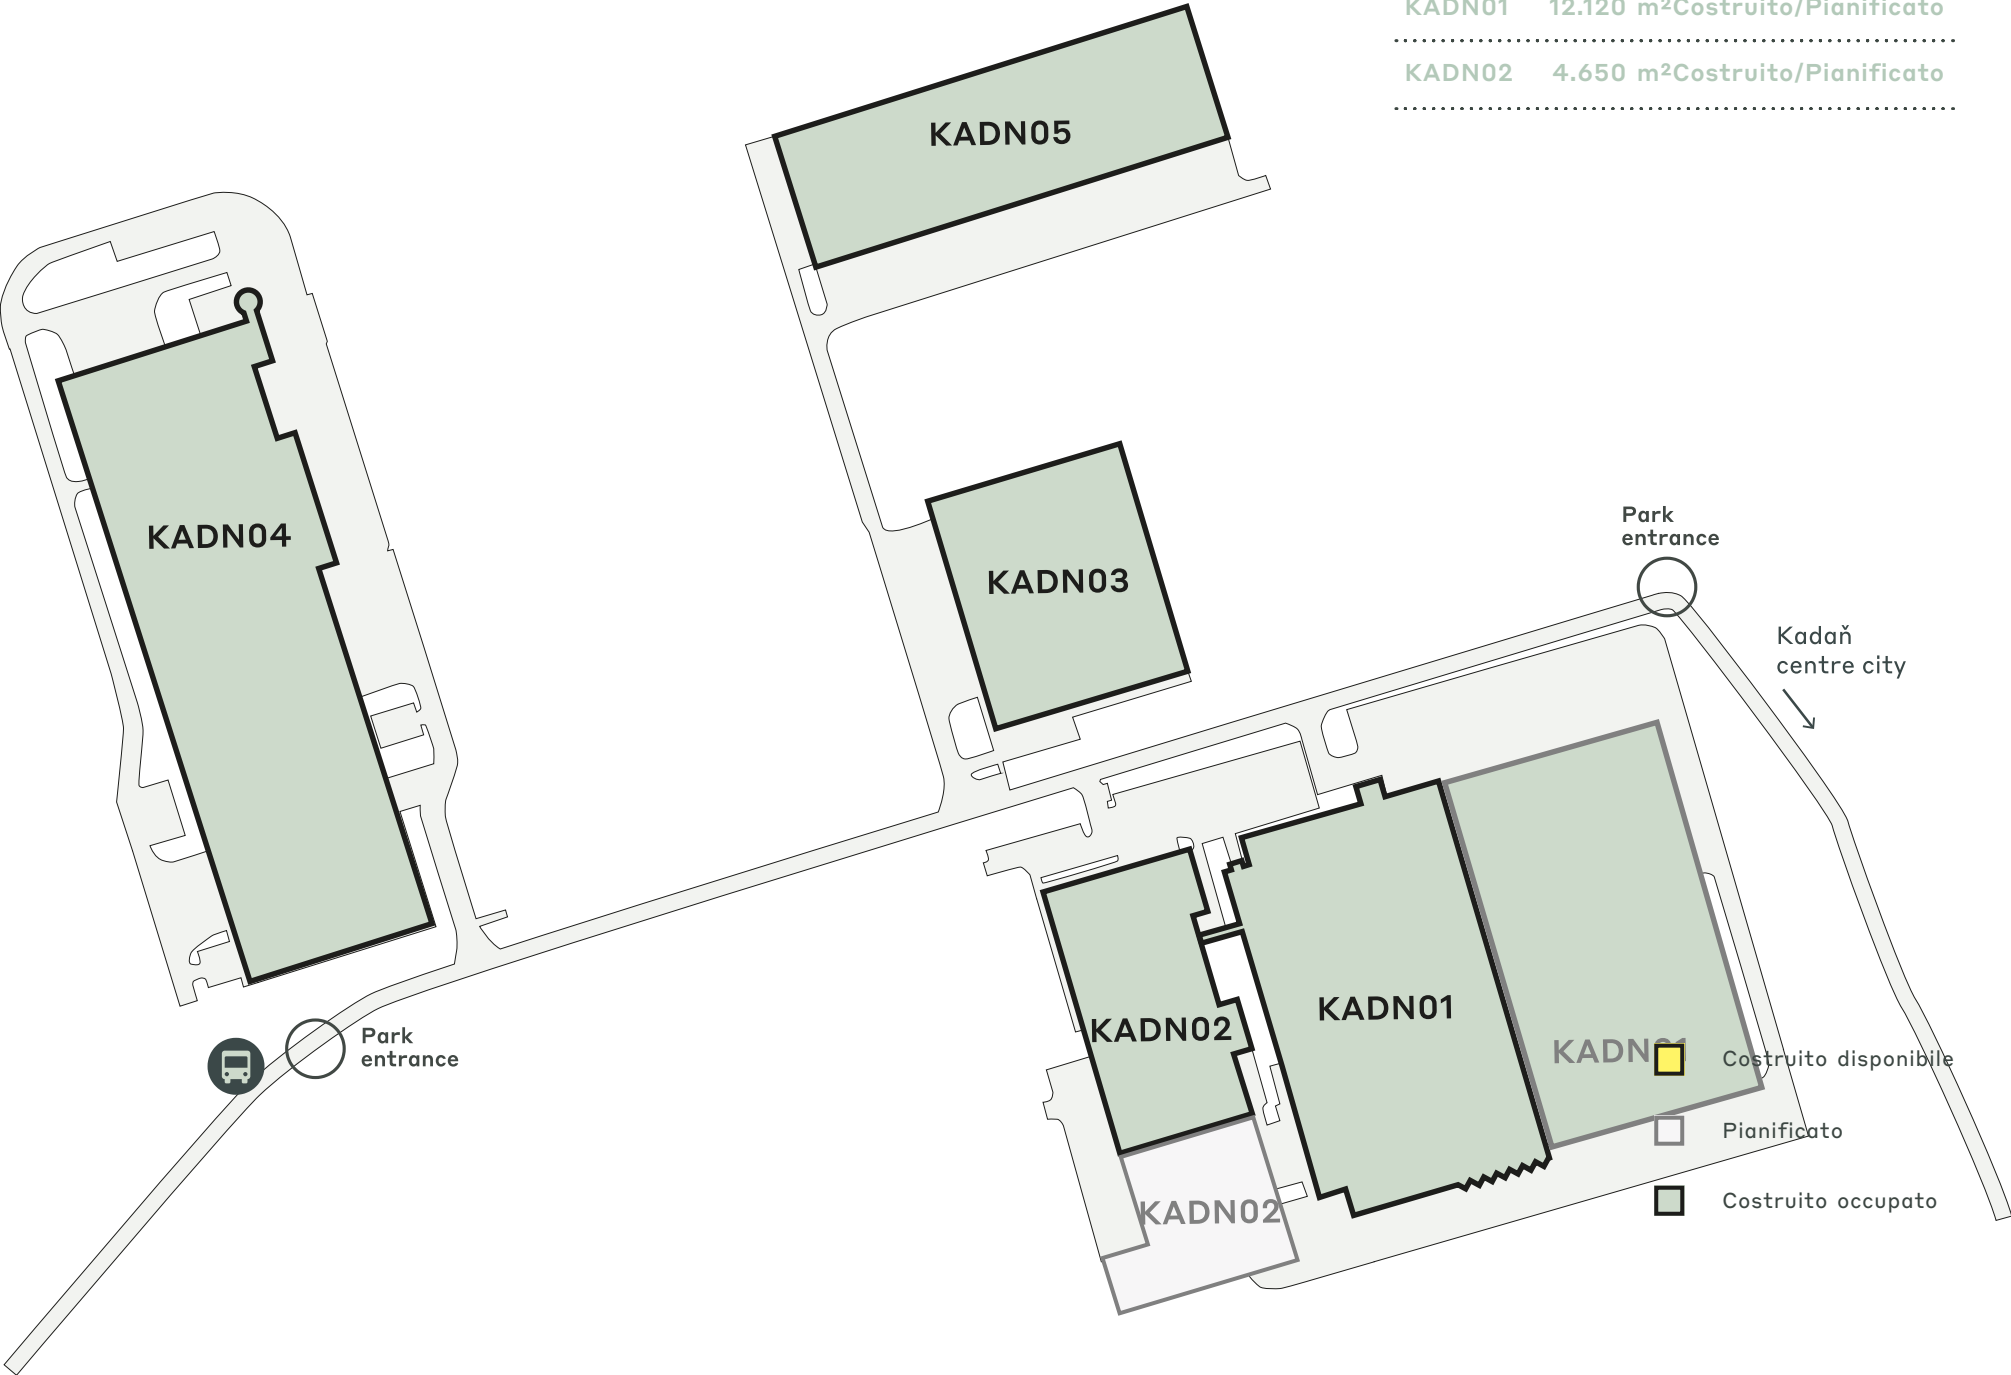 KADN01 12.120 m²Costruito/Pianificato
KADN02 4.650 m²Costruito/Pianificato
KADN05
KADN04
KADN03
Park
entrance
Kadaň
centre city
KADN02
KADN01
KADN01
Park
entrance
KADN02
Costruito disponibile
Pianificato
Costruito occupato